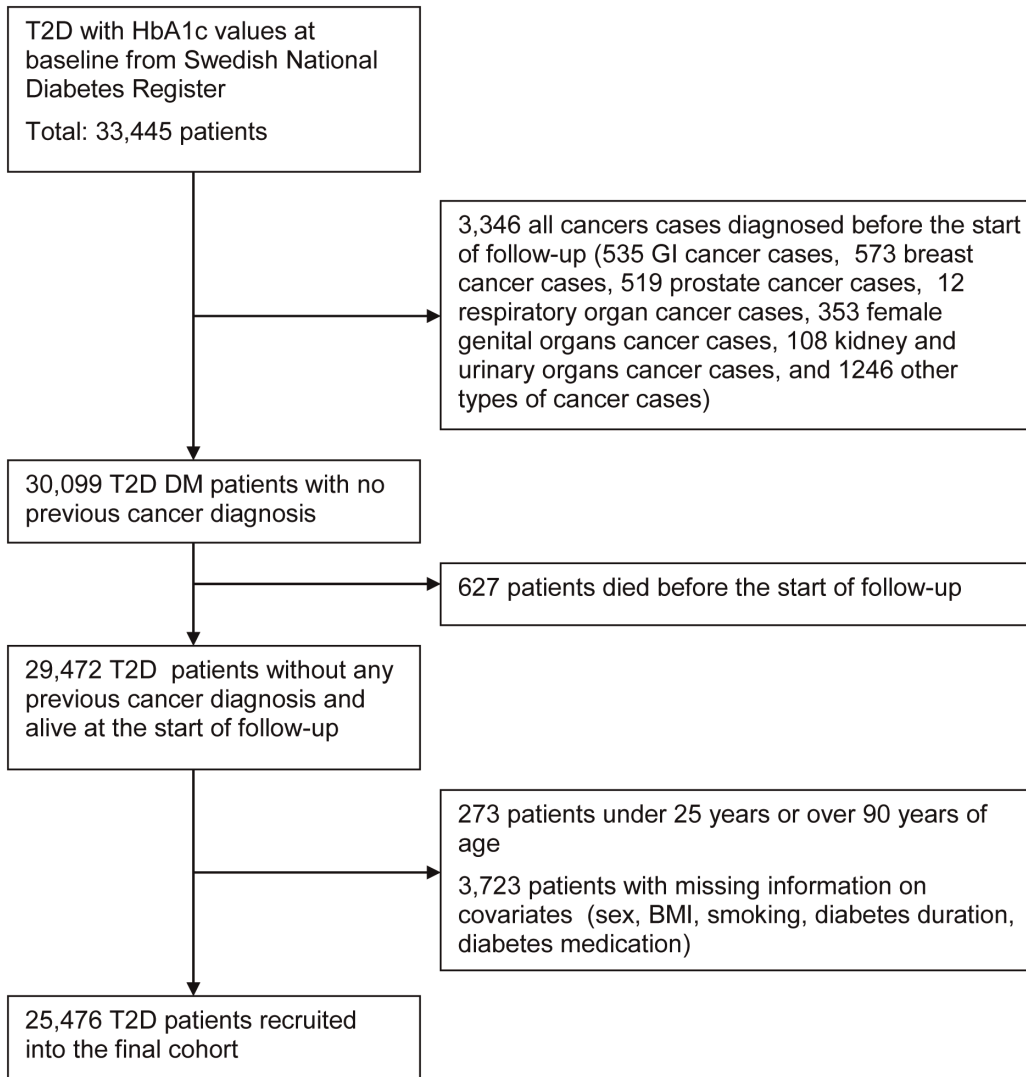 T2D with HbA1c values at
baseline from Swedish National
Diabetes Register
Total: 33,445 patients
3,346 all cancers cases diagnosed before the start
of follow-up (535 GI cancer cases,  573 breast
cancer cases, 519 prostate cancer cases,  12
respiratory organ cancer cases, 353 female
genital organs cancer cases, 108 kidney and
urinary organs cancer cases, and 1246 other
types of cancer cases)
30,099 T2D DM patients with no
previous cancer diagnosis
627 patients died before the start of follow-up
29,472 T2D  patients without any
previous cancer diagnosis and
alive at the start of follow-up
273 patients under 25 years or over 90 years of
age
3,723 patients with missing information on
covariates  (sex, BMI, smoking, diabetes duration,
diabetes medication)
25,476 T2D patients recruited
into the final cohort